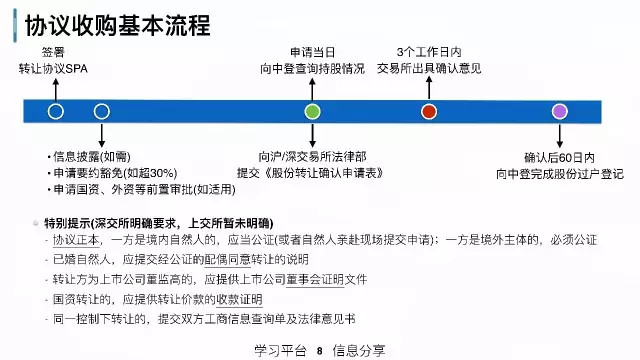 协议收购基本流程
签署
转让协议SPA
申请当日
向中登查询持股情况
3个工作日内
交易所出具确认意见
• 信息披露(如需)
• 申请要约豁免(如超30%)
• 申请国资、外资等前置审批(如适用)
向沪/深交易所法律部
提交《股份转让确认申请表》
确认后60日内
向中登完成股份过户登记
特别提示(深交所明确要求，上交所暂未明确)
- 协议正本，一方是境内自然人的，应当公证(或者自然人亲赴现场提交申请)；一方是境外主体的，必须公证
- 已婚自然人，应提交经公证的配偶同意转让的说明
- 转让方为上市公司董监高的，应提供上市公司董事会证明文件
- 国资转让的，应提供转让价款的收款证明
- 同一控制下转让的，提交双方工商信息查询单及法律意见书
学习平台 8 信息分享